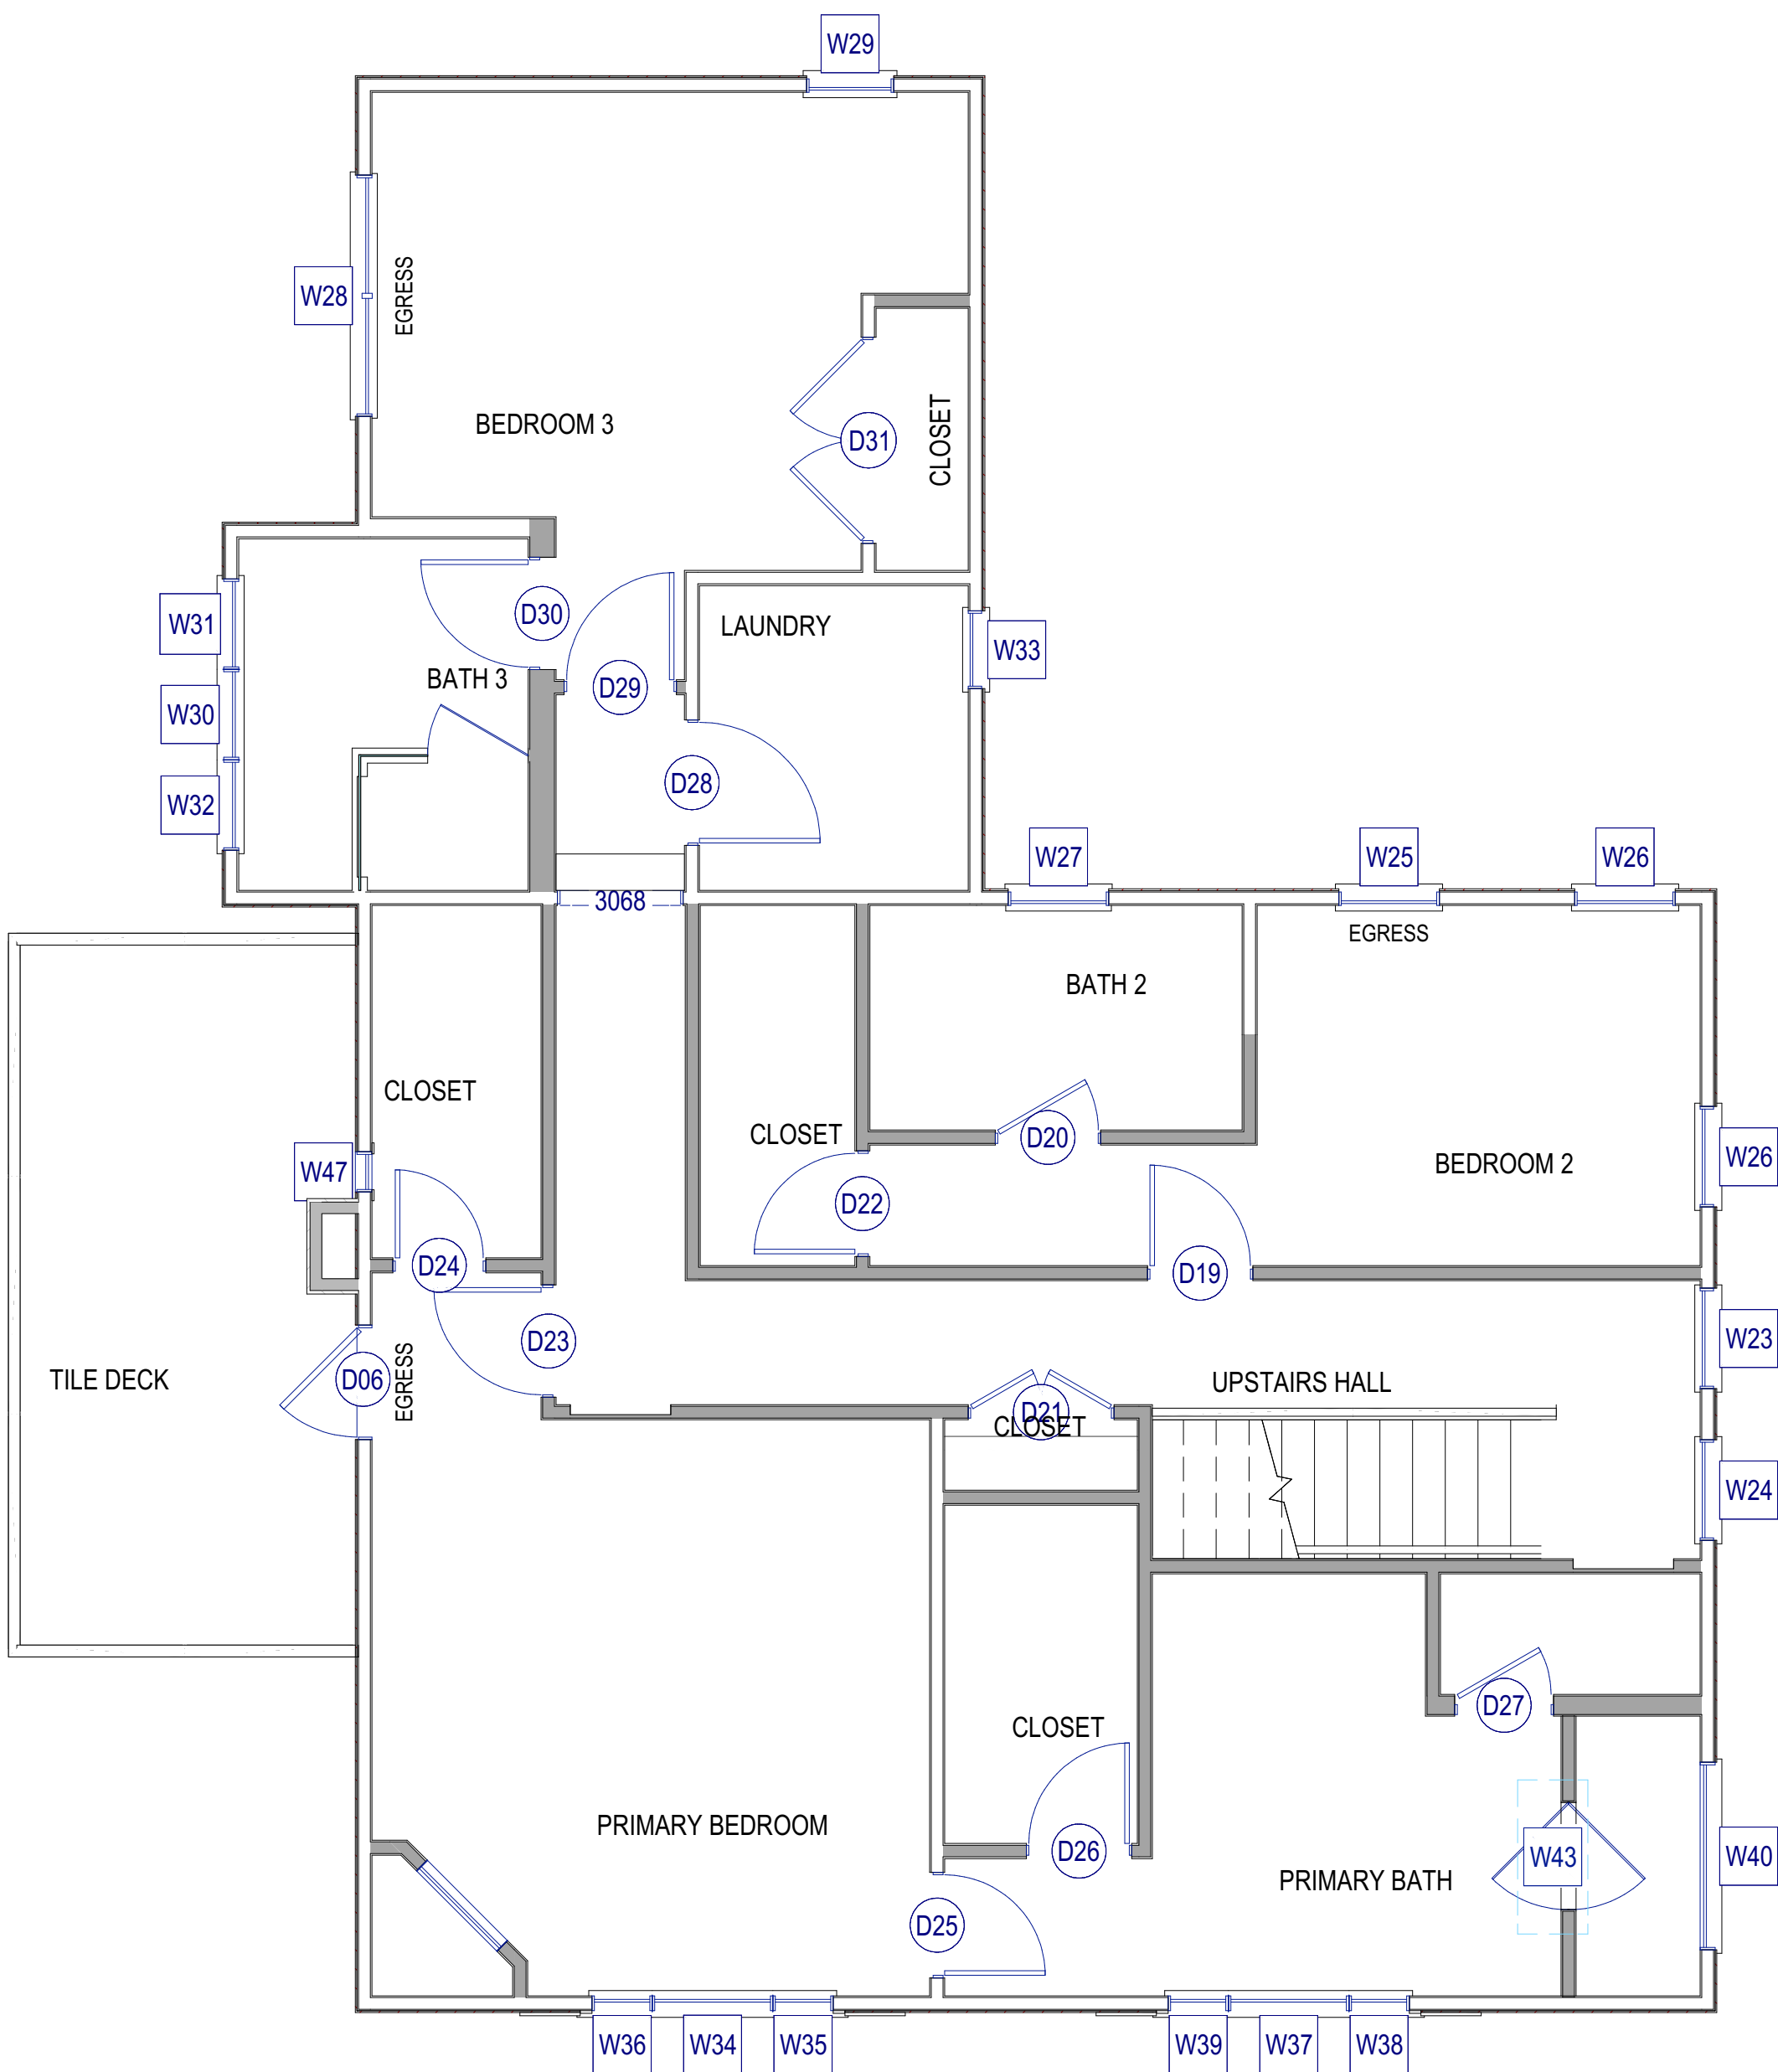 W29
W28
EGRESS
BEDROOM 3
D31
CLOSET
W31
D30
LAUNDRY
W33
BATH 3
D29
W30
D28
W32
W27
W25
W26
3068
EGRESS
BATH 2
CLOSET
CLOSET
D20
W26
W47
BEDROOM 2
D22
D24
D19
D23
W23
TILE DECK
D06
EGRESS
UPSTAIRS HALL
D21
CLOSET
W24
D27
CLOSET
PRIMARY BEDROOM
D26
W43
W40
PRIMARY BATH
D25
W36
W34
W35
W39
W37
W38